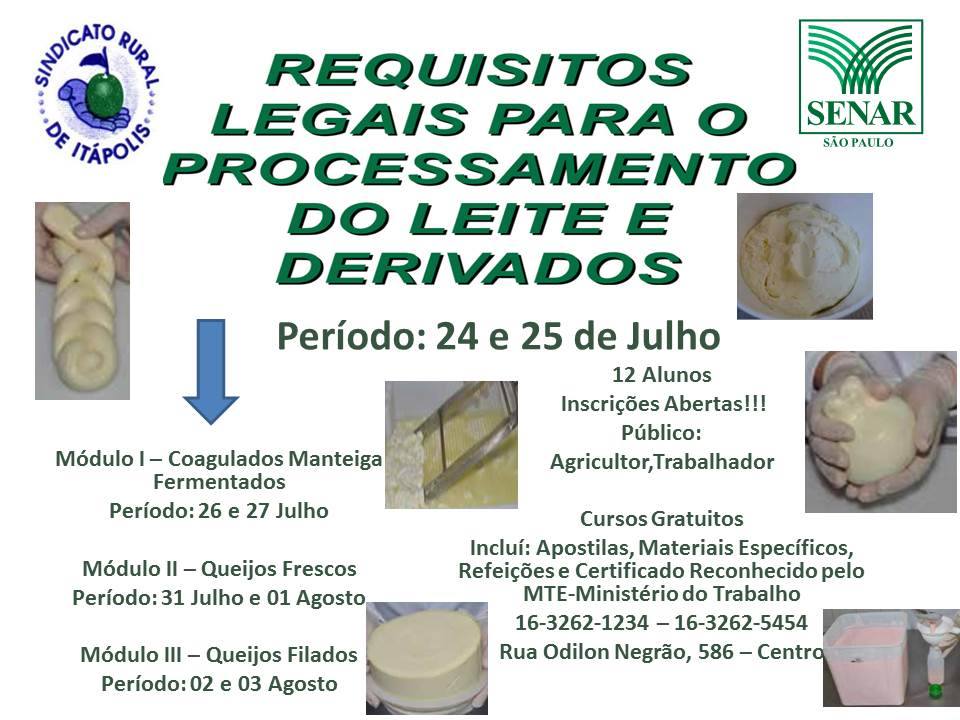 SINDICATO RURAL
DE ITÁPOLIS
SENAR
SÃO PAULO
REQUISITOS
LEGAIS PARA O
PROCESSAMENTO
DO LEITE E
DERIVADOS
Período: 24 e 25 de Julho
12 Alunos
Inscrições Abertas!!!
Público:
Agricultor,Trabalhador
Módulo I – Coagulados Manteiga
Fermentados
Período: 26 e 27 Julho
Módulo II – Queijos Frescos
Período: 31 Julho e 01 Agosto
Módulo III – Queijos Filados
Período: 02 e 03 Agosto
Cursos Gratuitos
Incluí: Apostilas, Materiais Específicos,
Refeições e Certificado Reconhecido pelo
MTE-Ministério do Trabalho
16-3262-1234 – 16-3262-5454
Rua Odilon Negrão, 586 – Centro